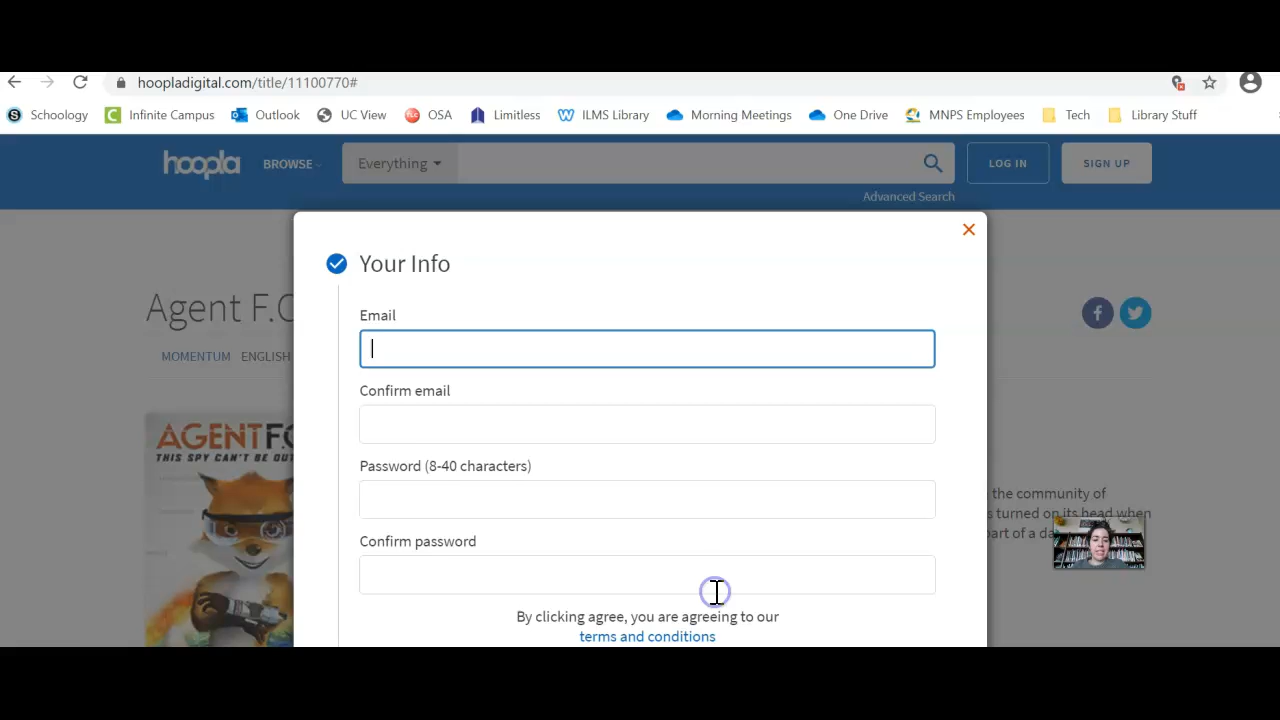 hoopladigital.com/title/11100770#
S Schoology C Infinite Campus Outlook UC View FLC OSA Limitless W ILMS Library Morning Meetings One Drive MNPS Employees Tech Library Stuff
hoopla BROWSE Everything LOG IN SIGN UP
Advanced Search
Your Info
Agent F.O
Email
MOMENTUM ENGLISH
Confirm email
AGENT F.O
THIS SPY CAN'T BE OU
Password (8-40 characters)
the community of
s turned on its head when
part of a da
Confirm password
By clicking agree, you are agreeing to our
terms and conditions